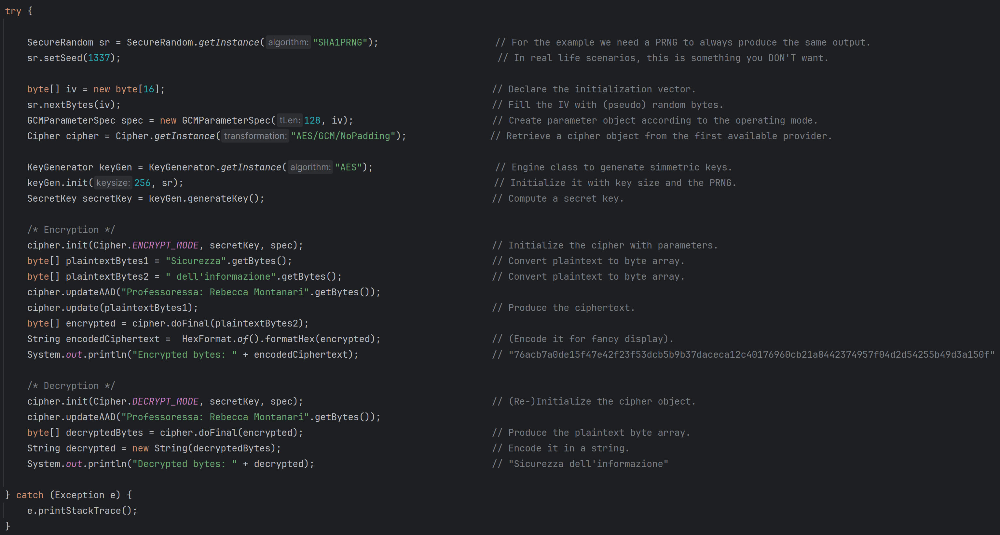 try {
SecureRandom sr = SecureRandom.getInstance( algorithm: "SHA1PRNG"); // For the example we need a PRNG to always produce the same output.
sr.setSeed(1337); // In real life scenarios, this is something you DON'T want.
byte[] iv = new byte[16]; // Declare the initialization vector.
sr.nextBytes(iv); // Fill the IV with (pseudo) random bytes.
GCMParameterSpec spec = new GCMParameterSpec( tLen: 128, iv); // Create parameter object according to the operating mode.
Cipher cipher = Cipher.getInstance( transformation: "AES/GCM/NoPadding"); // Retrieve a cipher object from the first available provider.
KeyGenerator keyGen = KeyGenerator.getInstance( algorithm: "AES"); // Engine class to generate simmetric keys.
keyGen.init( keysize: 256, sr); // Initialize it with key size and the PRNG.
SecretKey secretKey = keyGen.generateKey(); // Compute a secret key.
/* Encryption */
cipher.init(Cipher.ENCRYPT_MODE, secretKey, spec); // Initialize the cipher with parameters.
byte[] plaintextBytes1 = "Sicurezza".getBytes(); // Convert plaintext to byte array.
byte[] plaintextBytes2 = " dell'informazione".getBytes(); // Convert plaintext to byte array.
cipher.updateAAD("Professoressa: Rebecca Montanari".getBytes());
cipher.update(plaintextBytes1); // Produce the ciphertext.
byte[] encrypted = cipher.doFinal(plaintextBytes2);
String encodedCiphertext =  HexFormat.of().formatHex(encrypted); // (Encode it for fancy display).
System.out.println("Encrypted bytes: " + encodedCiphertext); // "76acb7a0de15f47e42f23f53dcb5b9b37daceca12c40176960cb21a8442374957f04d2d54255b49d3a150f"
/* Decryption */
cipher.init(Cipher.DECRYPT_MODE, secretKey, spec); // (Re-)Initialize the cipher object.
cipher.updateAAD("Professoressa: Rebecca Montanari".getBytes());
byte[] decryptedBytes = cipher.doFinal(encrypted); // Produce the plaintext byte array.
String decrypted = new String(decryptedBytes); // Encode it in a string.
System.out.println("Decrypted bytes: " + decrypted); // "Sicurezza dell'informazione"
} catch (Exception e) {
e.printStackTrace();
}